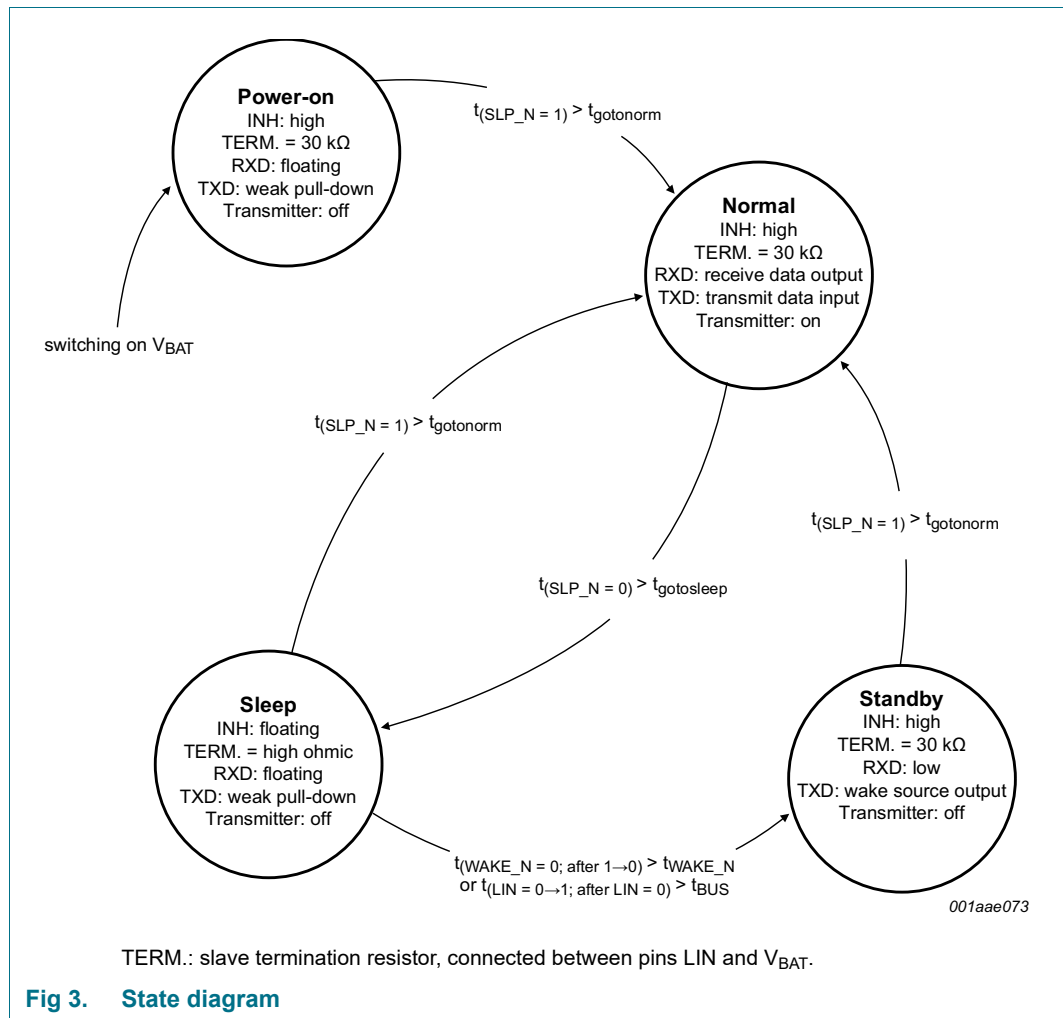 Power-on
INH: high
TERM. = 30 kΩ
RXD: floating
TXD: weak pull-down
Transmitter: off
t(SLP_N = 1) > tgotonorm
Normal
INH: high
TERM. = 30 kΩ
RXD: receive data output
TXD: transmit data input
Transmitter: on
switching on VBAT
t(SLP_N = 1) > tgotonorm
t(SLP_N = 1) > tgotonorm
t(SLP_N = 0) > tgotosleep
Sleep
INH: floating
TERM. = high ohmic
RXD: floating
TXD: weak pull-down
Transmitter: off
Standby
INH: high
TERM. = 30 kΩ
RXD: low
TXD: wake source output
Transmitter: off
t(WAKE_N = 0; after 1→0) > tWAKE_N
or t(LIN = 0→1; after LIN = 0) > tBUS
001aae073
TERM.: slave termination resistor, connected between pins LIN and VBAT.
Fig 3. State diagram